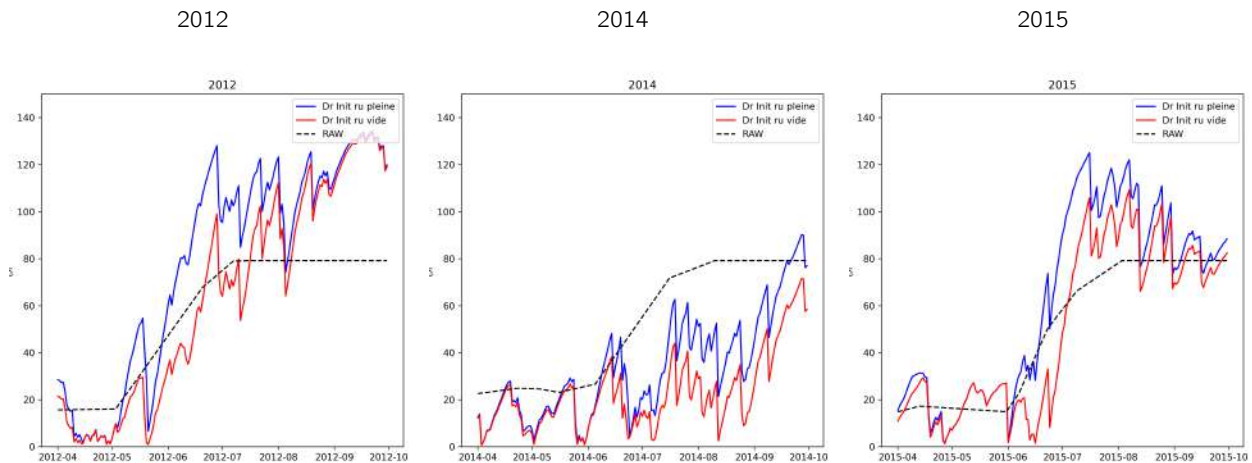 2012 2014 2015
2012 2014 2015
Dr Init ru pleine
Dr Init ru vide
RAW
Dr Init ru pleine
Dr Init ru vide
RAW
Dr Init ru pleine
Dr Init ru vide
RAW
140 140 140
120 120 120
100 100 100
80 80 80
60 60 60
40 40 40
20 20 20
0 0 0
2012-04 2012-05 2012-06 2012-07 2012-08 2012-09 2012-10 2014-04 2014-05 2014-06 2014-07 2014-08 2014-09 2014-10 2015-04 2015-05 2015-06 2015-07 2015-08 2015-09 2015-10